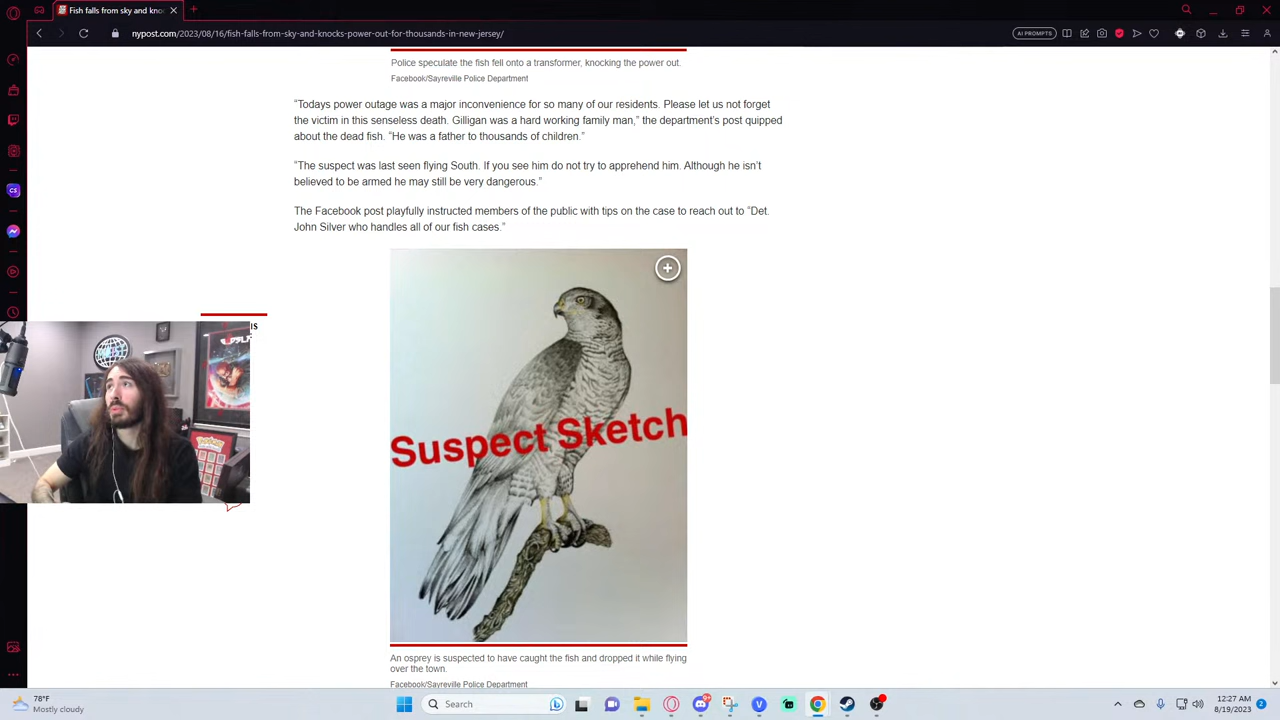 Fish falls from sky and knocks
nypost.com/2023/08/16/fish-falls-from-sky-and-knocks-power-out-for-thousands-in-new-jersey/
AI PROMPTS
Police speculate the fish fell onto a transformer, knocking the power out.
Facebook/Sayreville Police Department
“Todays power outage was a major inconvenience for so many of our residents. Please let us not forget
the victim in this senseless death. Gilligan was a hard working family man,” the department’s post quipped
about the dead fish. “He was a father to thousands of children.”
“The suspect was last seen flying South. If you see him do not try to apprehend him. Although he isn’t
believed to be armed he may still be very dangerous.”
The Facebook post playfully instructed members of the public with tips on the case to reach out to “Det.
John Silver who handles all of our fish cases.”
Suspect Sketch
An osprey is suspected to have caught the fish and dropped it while flying
over the town.
Facebook/Sayreville Police Department
78°F
Mostly cloudy
Search
12:27 AM
8/19/2023
2